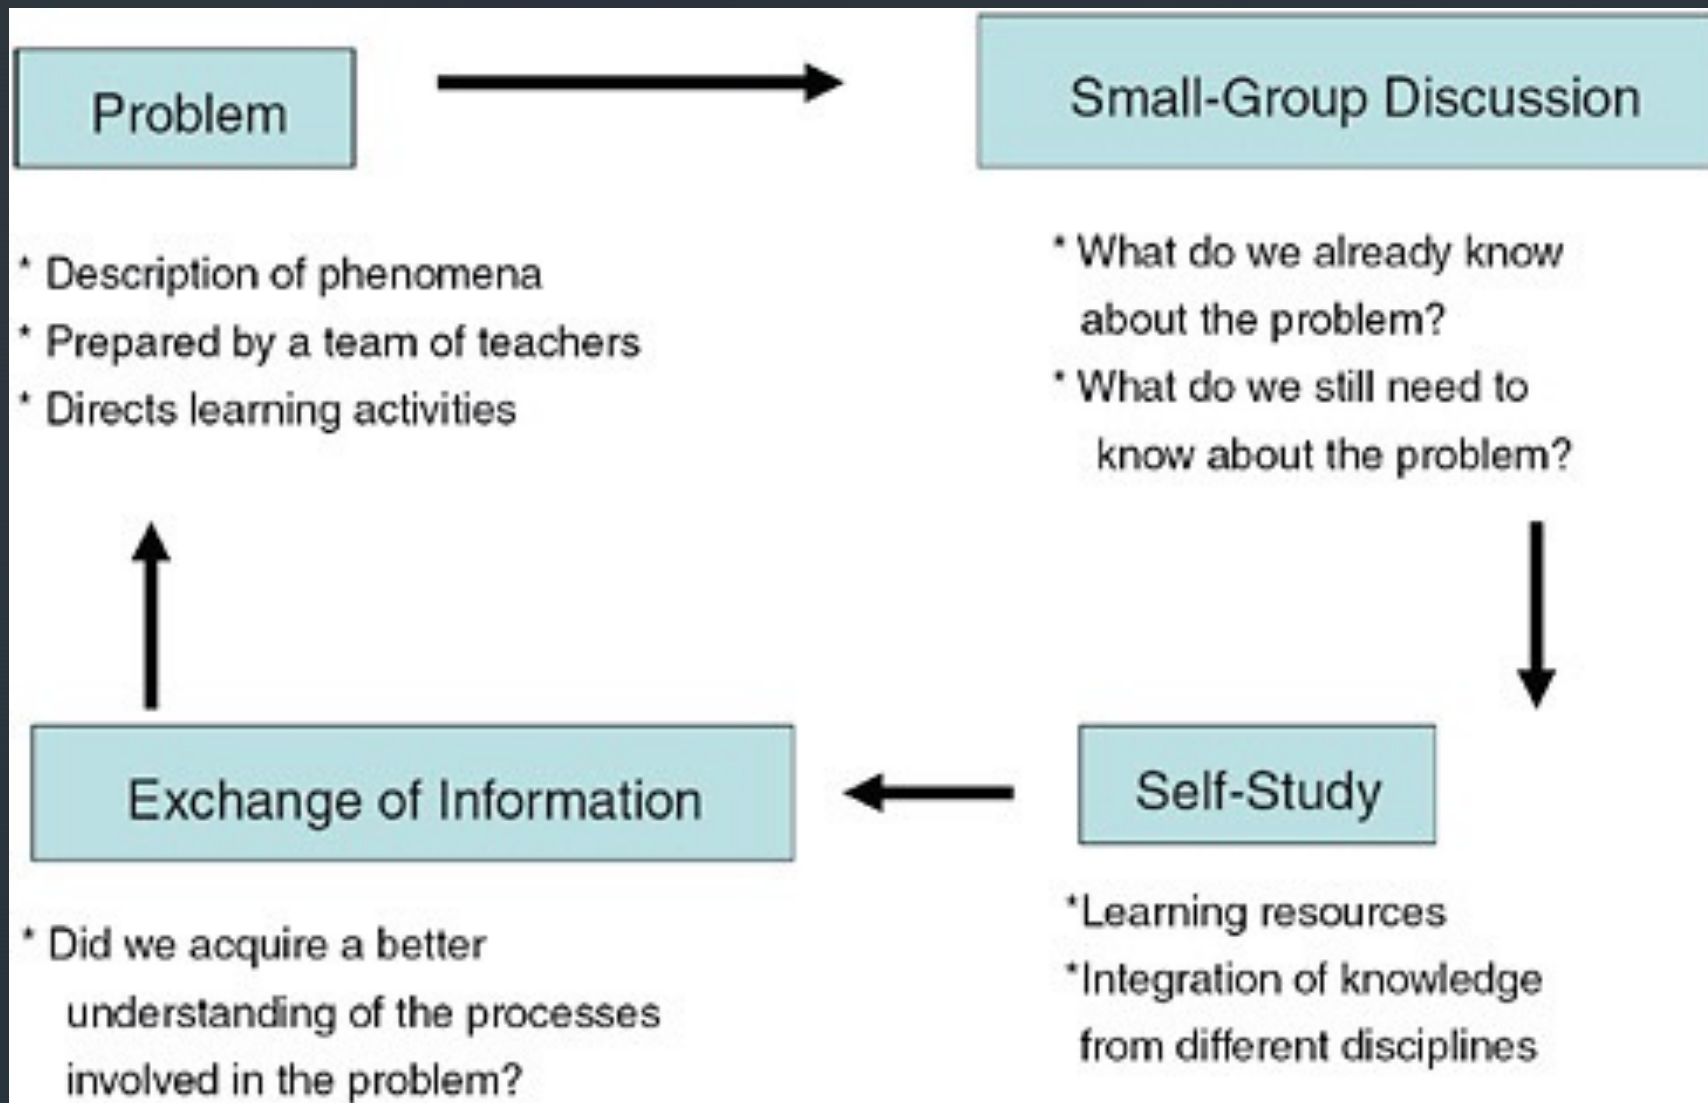 Problem
* Description of phenomena
* Prepared by a team of teachers
* Directs learning activities
Small-Group Discussion
* What do we already know
about the problem?
* What do we still need to
know about the problem?
Self-Study
*Learning resources
*Integration of knowledge
from different disciplines
Exchange of Information
* Did we acquire a better
understanding of the processes
involved in the problem?